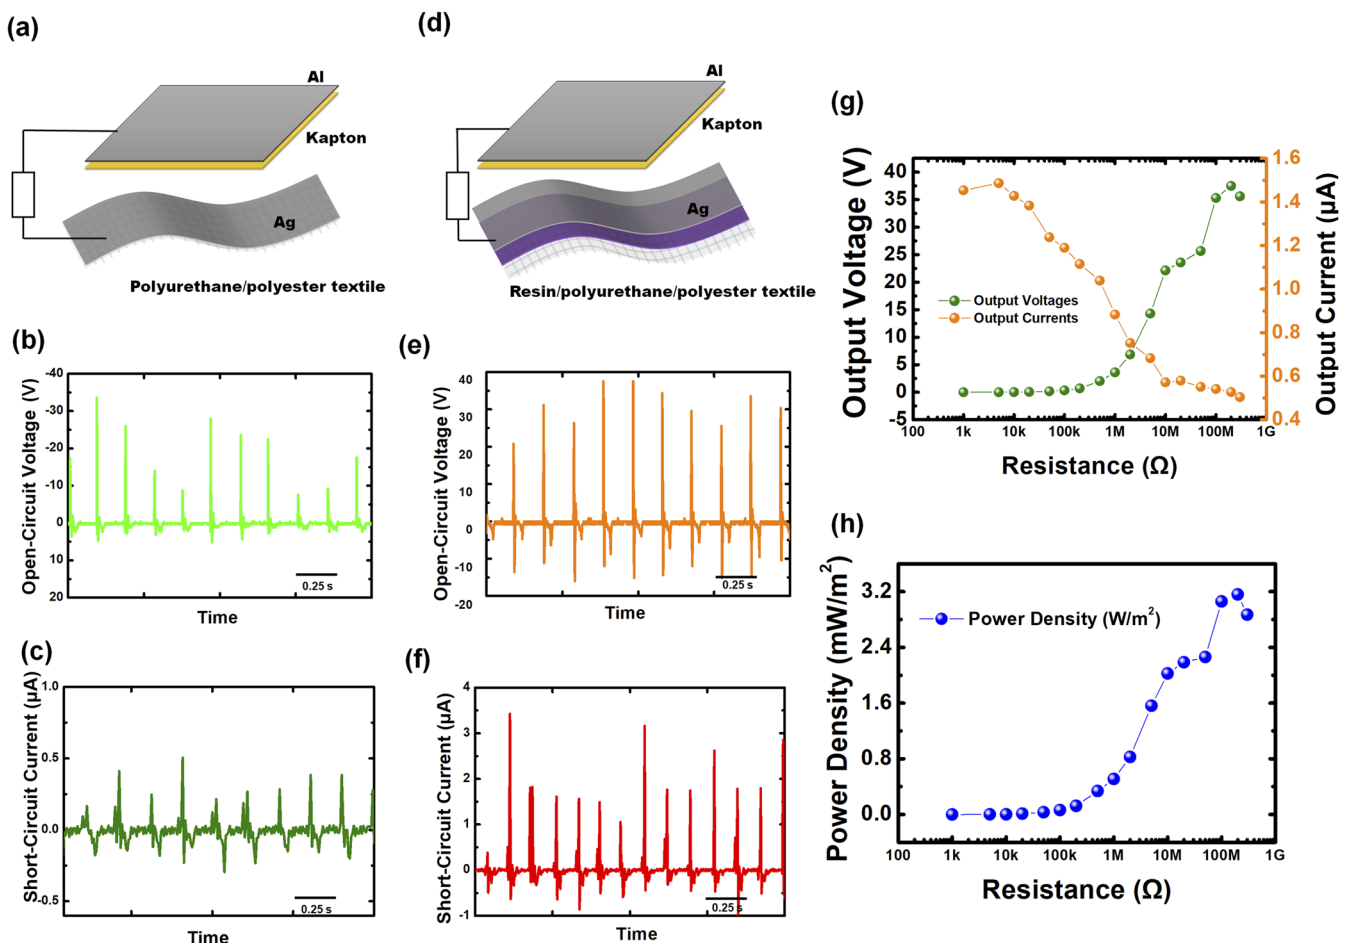 (a)
Al
Kapton
Ag
Polyurethane/polyester textile
(b)
Open-Circuit Voltage (V)
-40
-30
-20
-10
0
10
20
0.25 s
Time
(c)
Short-Circuit Current (μA)
1.0
0.5
0.0
-0.5
0.25 s
Time
(d)
Al
Kapton
Ag
Resin/polyurethane/polyester textile
(e)
Open-Circuit Voltage (V)
40
30
20
10
0
-10
-20
0.25 s
Time
(f)
Short-Circuit Current (μA)
4
3
2
1
0
-1
0.25 s
Time
(g)
Output Voltage (V)
40
35
30
25
20
15
10
5
0
-5
Output Voltages
Output Currents
1.6
1.4
1.2
1.0
0.8
0.6
0.4
Output Current (μA)
100 1k 10k 100k 1M 10M 100M 1G
Resistance (Ω)
(h)
Power Density (mW/m²)
3.2
2.4
1.6
0.8
0.0
Power Density (W/m²)
100 1k 10k 100k 1M 10M 100M 1G
Resistance (Ω)